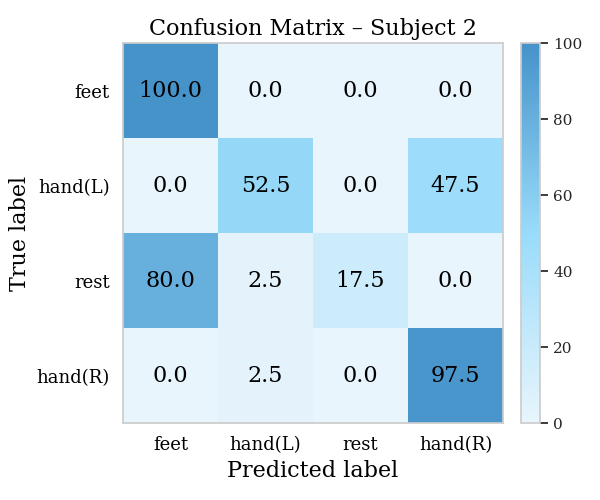 Confusion Matrix – Subject 2
True label
feet 100.0 0.0 0.0 0.0
hand(L) 0.0 52.5 0.0 47.5
rest 80.0 2.5 17.5 0.0
hand(R) 0.0 2.5 0.0 97.5
feet hand(L) rest hand(R)
Predicted label
100
80
60
40
20
0